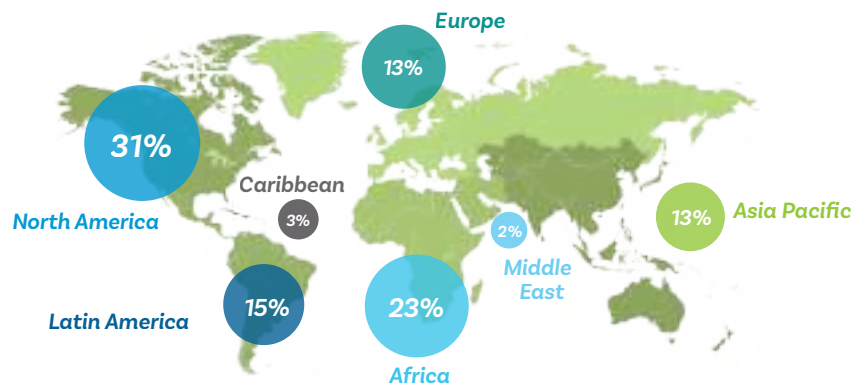 Europe
13%
31%
North America
Caribbean
3%
13%
Asia Pacific
2%
Middle
East
15%
Latin America
23%
Africa